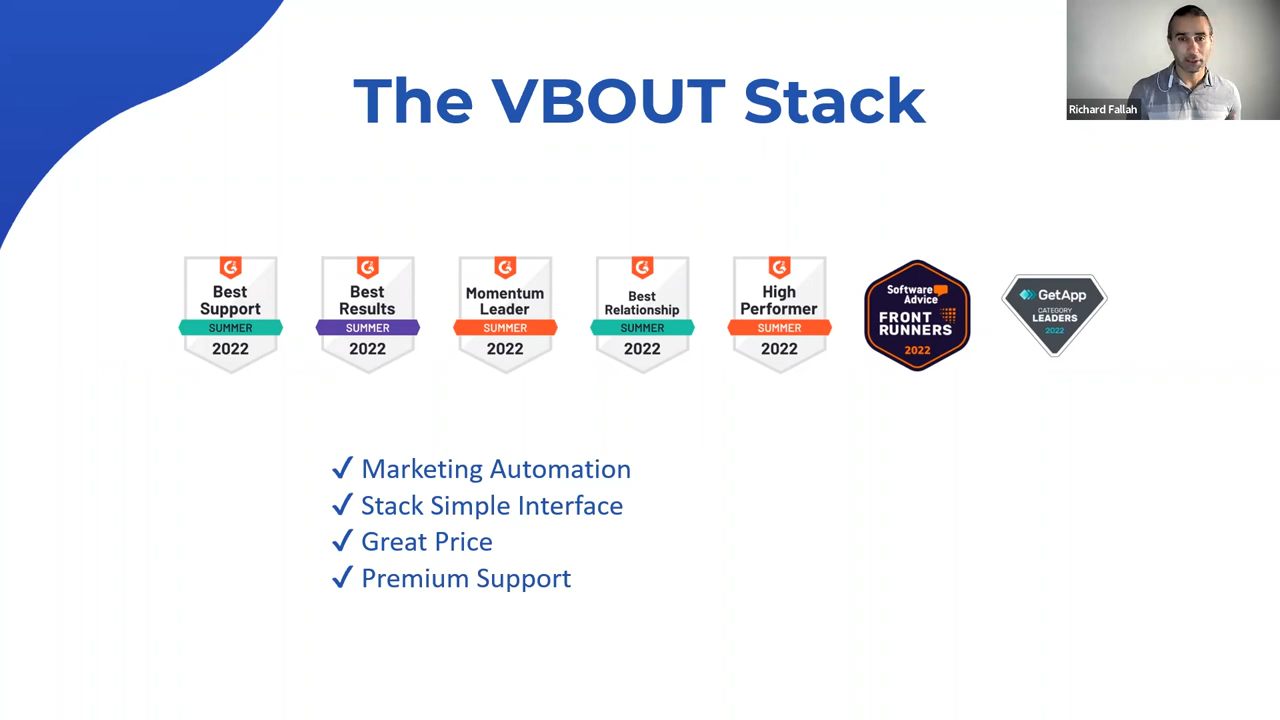 The VBOUT Stack
Richard Fallah
Best
Support
SUMMER
2022
Best
Results
SUMMER
2022
Momentum
Leader
SUMMER
2022
Best
Relationship
SUMMER
2022
High
Performer
SUMMER
2022
Software
Advice
FRONT
RUNNERS
2022
GetApp
CATEGORY
LEADERS
2022
✓ Marketing Automation
✓ Stack Simple Interface
✓ Great Price
✓ Premium Support